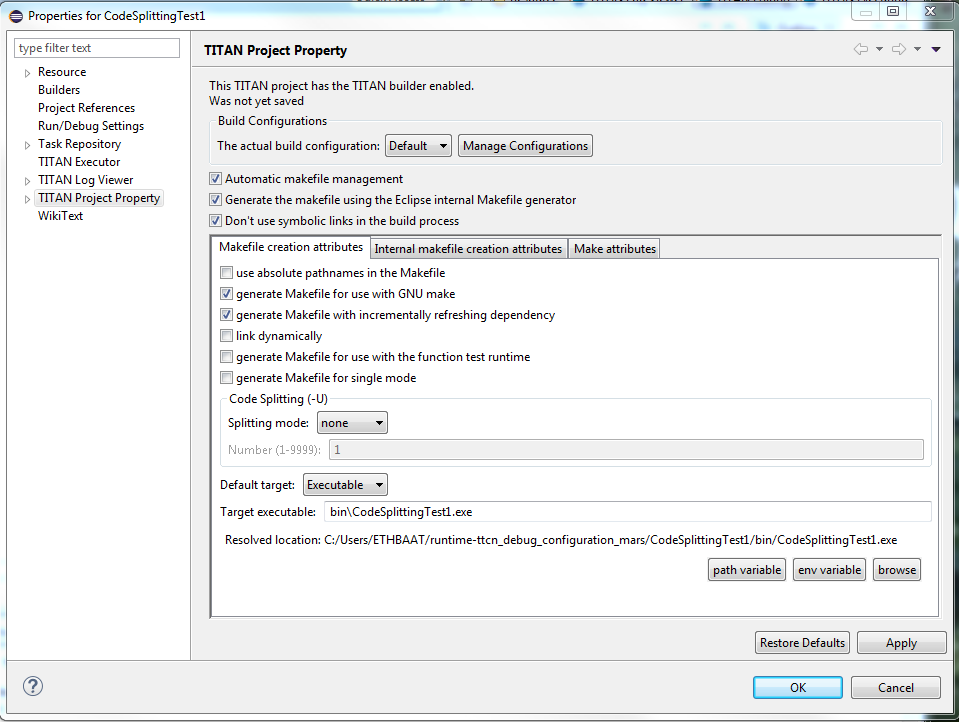 Properties for CodeSplittingTest1
type filter text
Resource
Builders
Project References
Run/Debug Settings
Task Repository
TITAN Executor
TITAN Log Viewer
TITAN Project Property
WikiText
TITAN Project Property
This TITAN project has the TITAN builder enabled.
Was not yet saved
Build Configurations
The actual build configuration: Default Manage Configurations
Automatic makefile management
Generate the makefile using the Eclipse internal Makefile generator
Don't use symbolic links in the build process
Makefile creation attributes Internal makefile creation attributes Make attributes
use absolute pathnames in the Makefile
generate Makefile for use with GNU make
generate Makefile with incrementally refreshing dependency
link dynamically
generate Makefile for use with the function test runtime
generate Makefile for single mode
Code Splitting (-U)
Splitting mode: none
Number (1-9999): 1
Default target: Executable
Target executable: bin\CodeSplittingTest1.exe
Resolved location: C:/Users/ETHBAAT/runtime-ttcn_debug_configuration_mars/CodeSplittingTest1/bin/CodeSplittingTest1.exe
path variable env variable browse
Restore Defaults Apply
OK Cancel